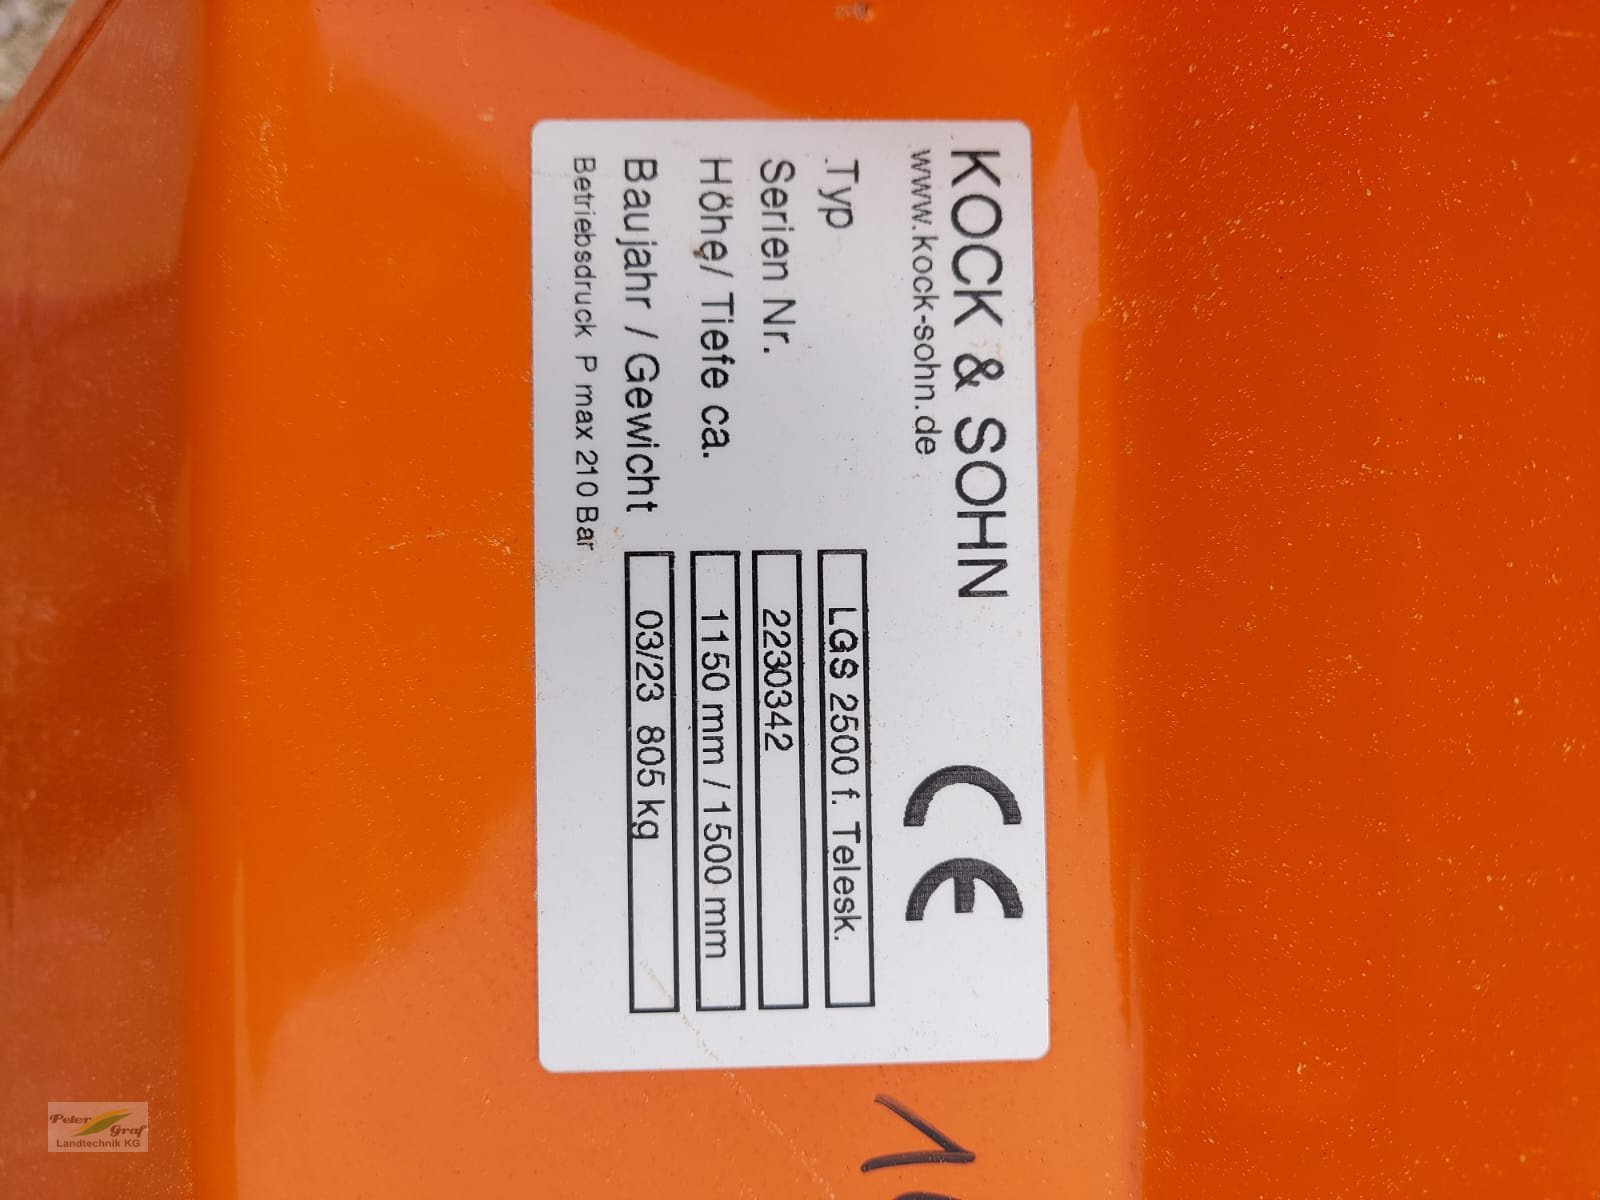 KOCK & SOHN
www.kock-sohn.de
CE
Typ LGS 2500 f. Telesk.
Serien Nr. 2230342
Höhe/ Tiefe ca. 1150 mm / 1500 mm
Baujahr / Gewicht 03/23 805 kg
Betriebsdruck P max 210 Bar
1
Peter Graf
Landtechnik KG